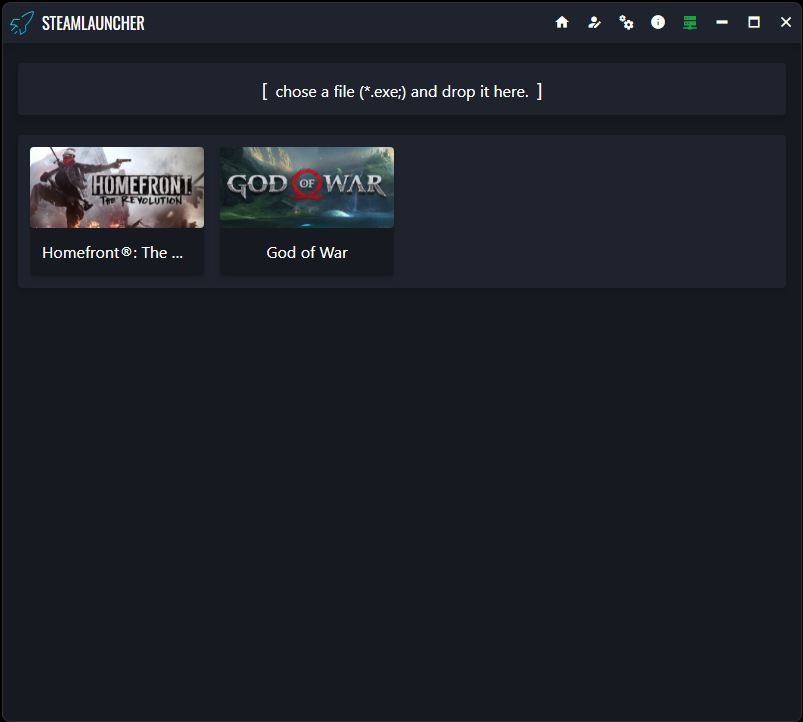 STEAMLAUNCHER
[ chose a file (*.exe;) and drop it here. ]
HOMEFRONT
THE REVOLUTION
GOD OF WAR
Homefront®: The ...
God of War